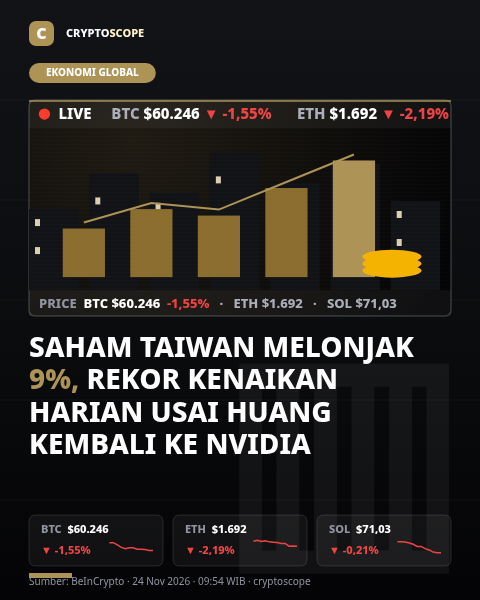 C CRYPTOSCOPE
EKONOMI GLOBAL
LIVE BTC $60.246 ▼ -1,55% ETH $1.692 ▼ -2,19%
PRICE BTC $60.246 -1,55% · ETH $1.692 · SOL $71,03
SAHAM TAIWAN MELONJAK
9%, REKOR KENAIKAN
HARIAN USAI HUANG
KEMBALI KE NVIDIA
BTC $60.246
▼ -1,55%
ETH $1.692
▼ -2,19%
SOL $71,03
▼ -0,21%
Sumber: BeInCrypto · 24 Nov 2026 · 09:54 WIB · cryptoscope